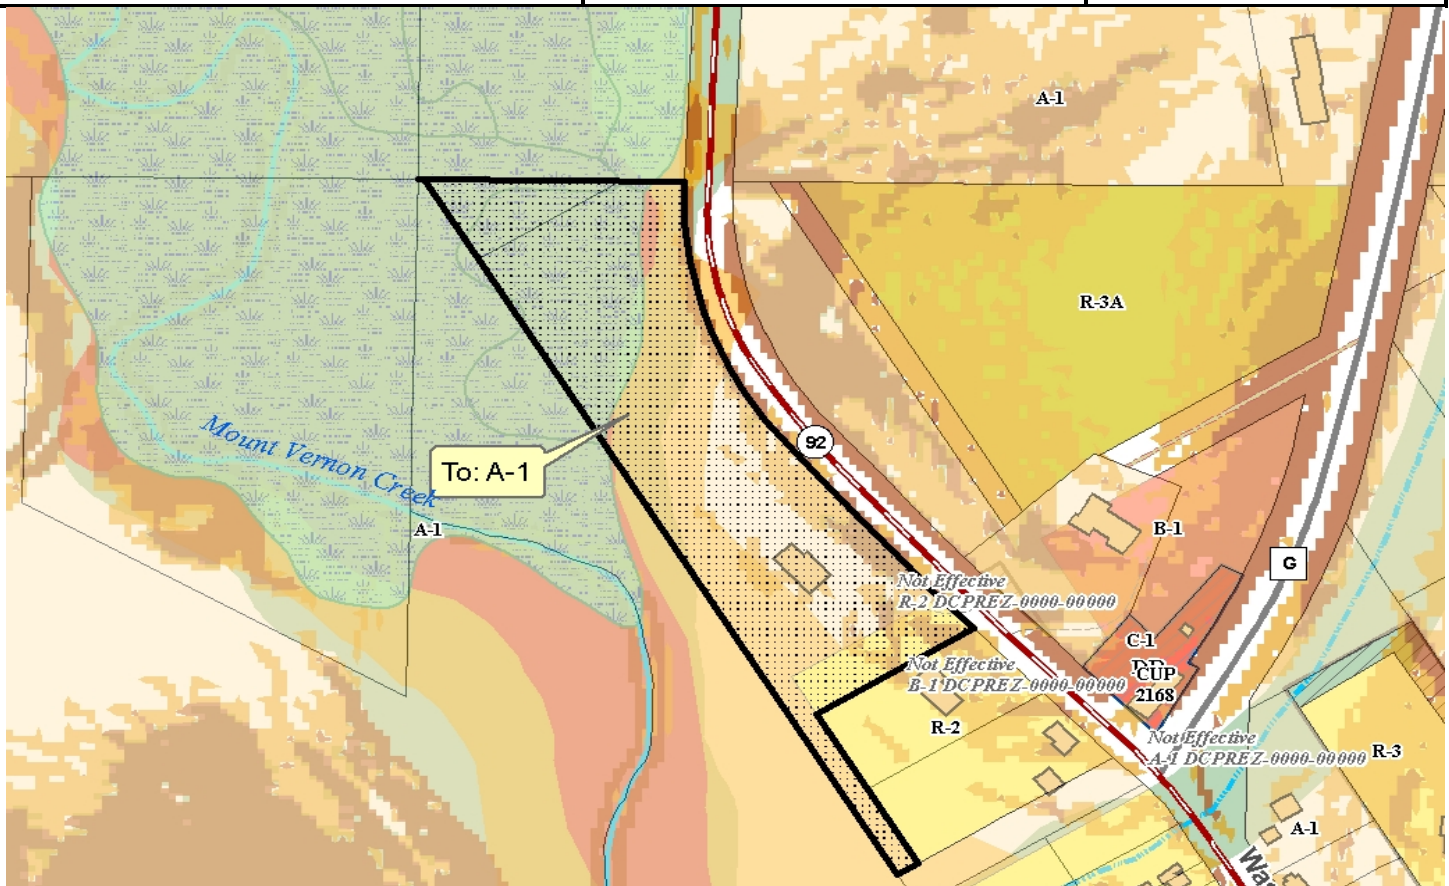 A-1
R-3A
92
Mount Vernon Creek
To: A-1
A-1
B-1
G
Not Effective
R-2 DCPREZ-0000-00000
C-1
CUP
2168
Not Effective
B-1 DCPREZ-0000-00000
R-2
Not Effective
A-1 DCPREZ-0000-00000
R-3
A-1